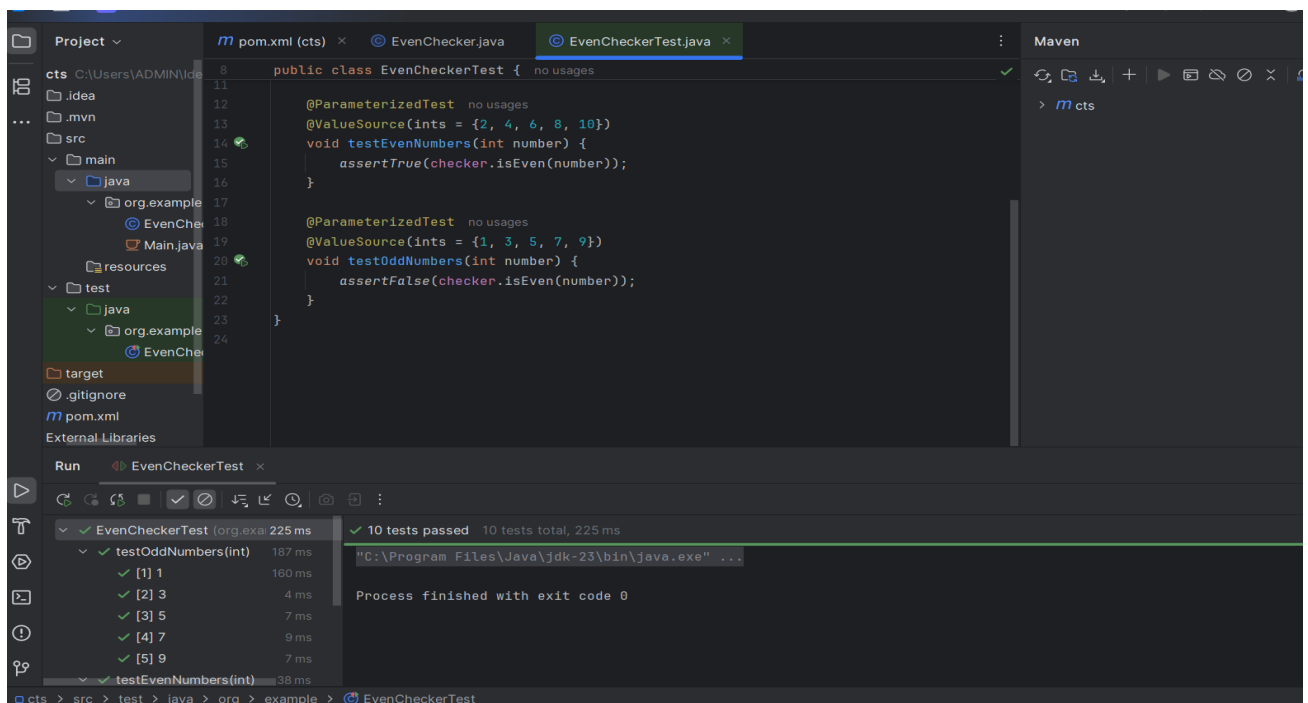 Project
pom.xml (cts)
EvenChecker.java
EvenCheckerTest.java
Maven
cts C:\Users\ADMIN\Ide
.idea
.mvn
src
main
java
org.example
EvenChe
Main.java
resources
test
java
org.example
EvenChe
target
.gitignore
pom.xml
External Libraries
8 public class EvenCheckerTest { no usages
11
12 @ParameterizedTest no usages
13 @ValueSource(ints = {2, 4, 6, 8, 10})
14 void testEvenNumbers(int number) {
15 assertTrue(checker.isEven(number));
16 }
17
18 @ParameterizedTest no usages
19 @ValueSource(ints = {1, 3, 5, 7, 9})
20 void testOddNumbers(int number) {
21 assertFalse(checker.isEven(number));
22 }
23 }
24
cts
Run EvenCheckerTest
EvenCheckerTest (org.exa 225 ms
testOddNumbers(int) 187 ms
[1] 1 160 ms
[2] 3 4 ms
[3] 5 7 ms
[4] 7 9 ms
[5] 9 7 ms
testEvenNumbers(int) 38 ms
10 tests passed 10 tests total, 225 ms
"C:\Program Files\Java\jdk-23\bin\java.exe" ...
Process finished with exit code 0
cts > src > test > java > org > example > EvenCheckerTest